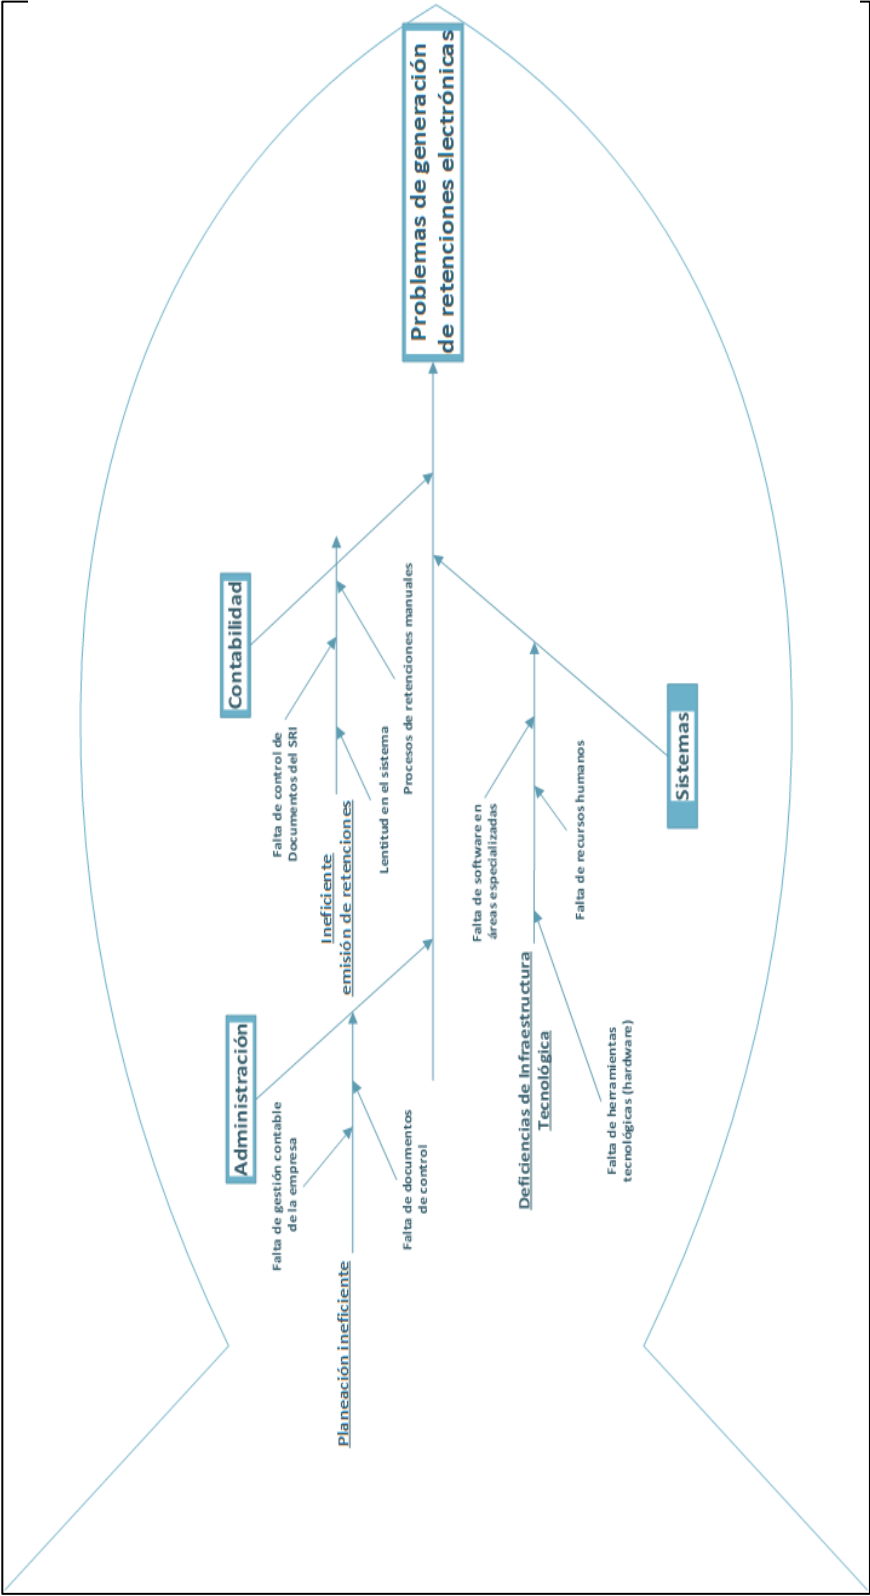 Administración
Falta de gestión contable
de la empresa
Planeación ineficiente
Falta de documentos
de control
Contabilidad
Falta de control de
Documentos del SRI
Ineficiente
emisión de retenciones
Lentitud en el sistema
Procesos de retenciones manuales
Problemas de generación
de retenciones electrónicas
Falta de software en
áreas especializadas
Deficiencias de Infraestructura
Tecnológica
Falta de recursos humanos
Falta de herramientas
tecnológicas (hardware)
Sistemas